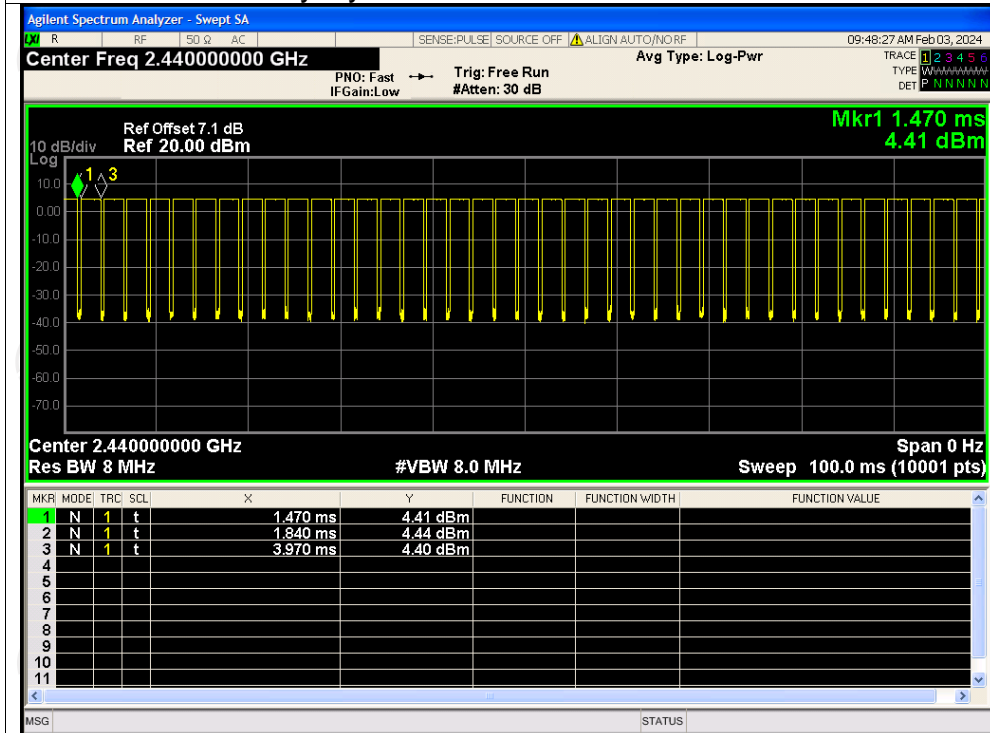 Agilent Spectrum Analyzer - Swept SA
LXI R RF 50 Ω AC SENSE:PULSE SOURCE OFF ALIGN AUTO/NO RF 09:48:27 AM Feb 03, 2024
Center Freq 2.440000000 GHz
PNO: Fast
IFGain:Low
Trig: Free Run
#Atten: 30 dB
Avg Type: Log-Pwr
TRACE 1 2 3 4 5 6
TYPE W
DET P N N N N N
Mkr1 1.470 ms
4.41 dBm
Ref Offset 7.1 dB
10 dB/div Ref 20.00 dBm
Log
1 3
10.0
0.00
-10.0
-20.0
-30.0
-40.0
-50.0
-60.0
-70.0
Center 2.440000000 GHz Span 0 Hz
Res BW 8 MHz #VBW 8.0 MHz Sweep 100.0 ms (10001 pts)
MKR MODE TRC SCL X Y FUNCTION FUNCTION WIDTH FUNCTION VALUE
1 N 1 t 1.470 ms 4.41 dBm
2 N 1 t 1.840 ms 4.44 dBm
3 N 1 t 3.970 ms 4.40 dBm
4
5
6
7
8
9
10
11
MSG STATUS